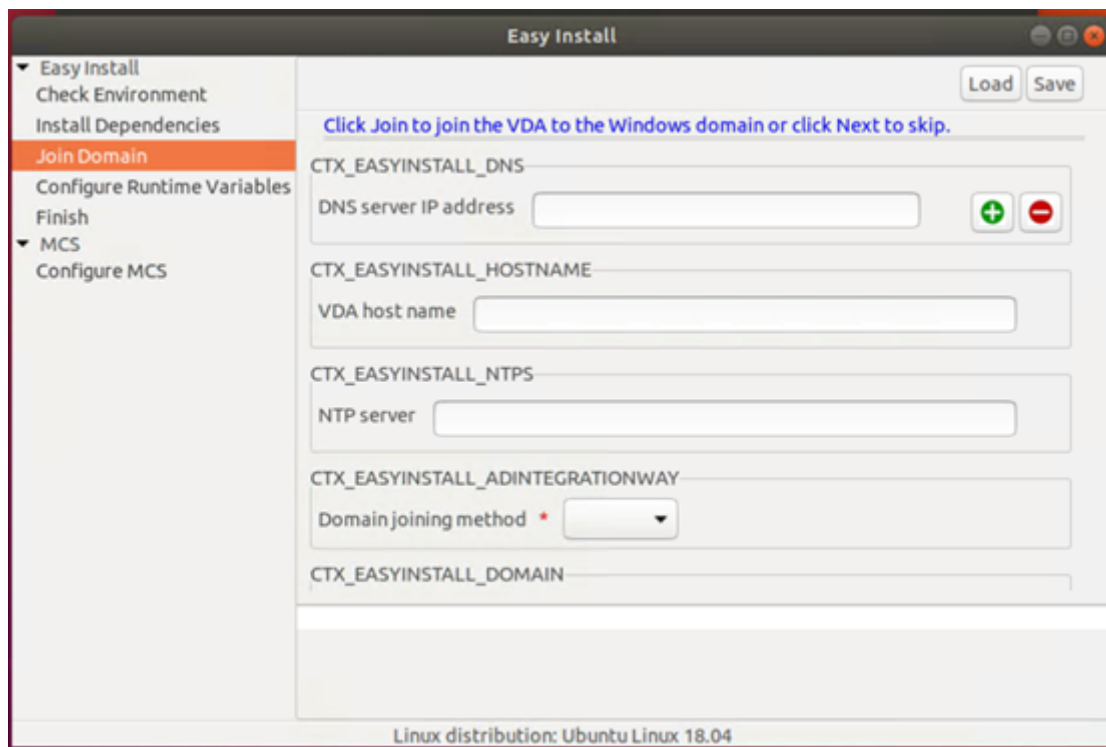 Easy Install
Easy Install
Check Environment
Install Dependencies
Join Domain
Configure Runtime Variables
Finish
MCS
Configure MCS
Load Save
Click Join to join the VDA to the Windows domain or click Next to skip.
CTX_EASYINSTALL_DNS
DNS server IP address
CTX_EASYINSTALL_HOSTNAME
VDA host name
CTX_EASYINSTALL_NTPS
NTP server
CTX_EASYINSTALL_ADINTEGRATIONWAY
Domain joining method *
CTX_EASYINSTALL_DOMAIN
Linux distribution: Ubuntu Linux 18.04